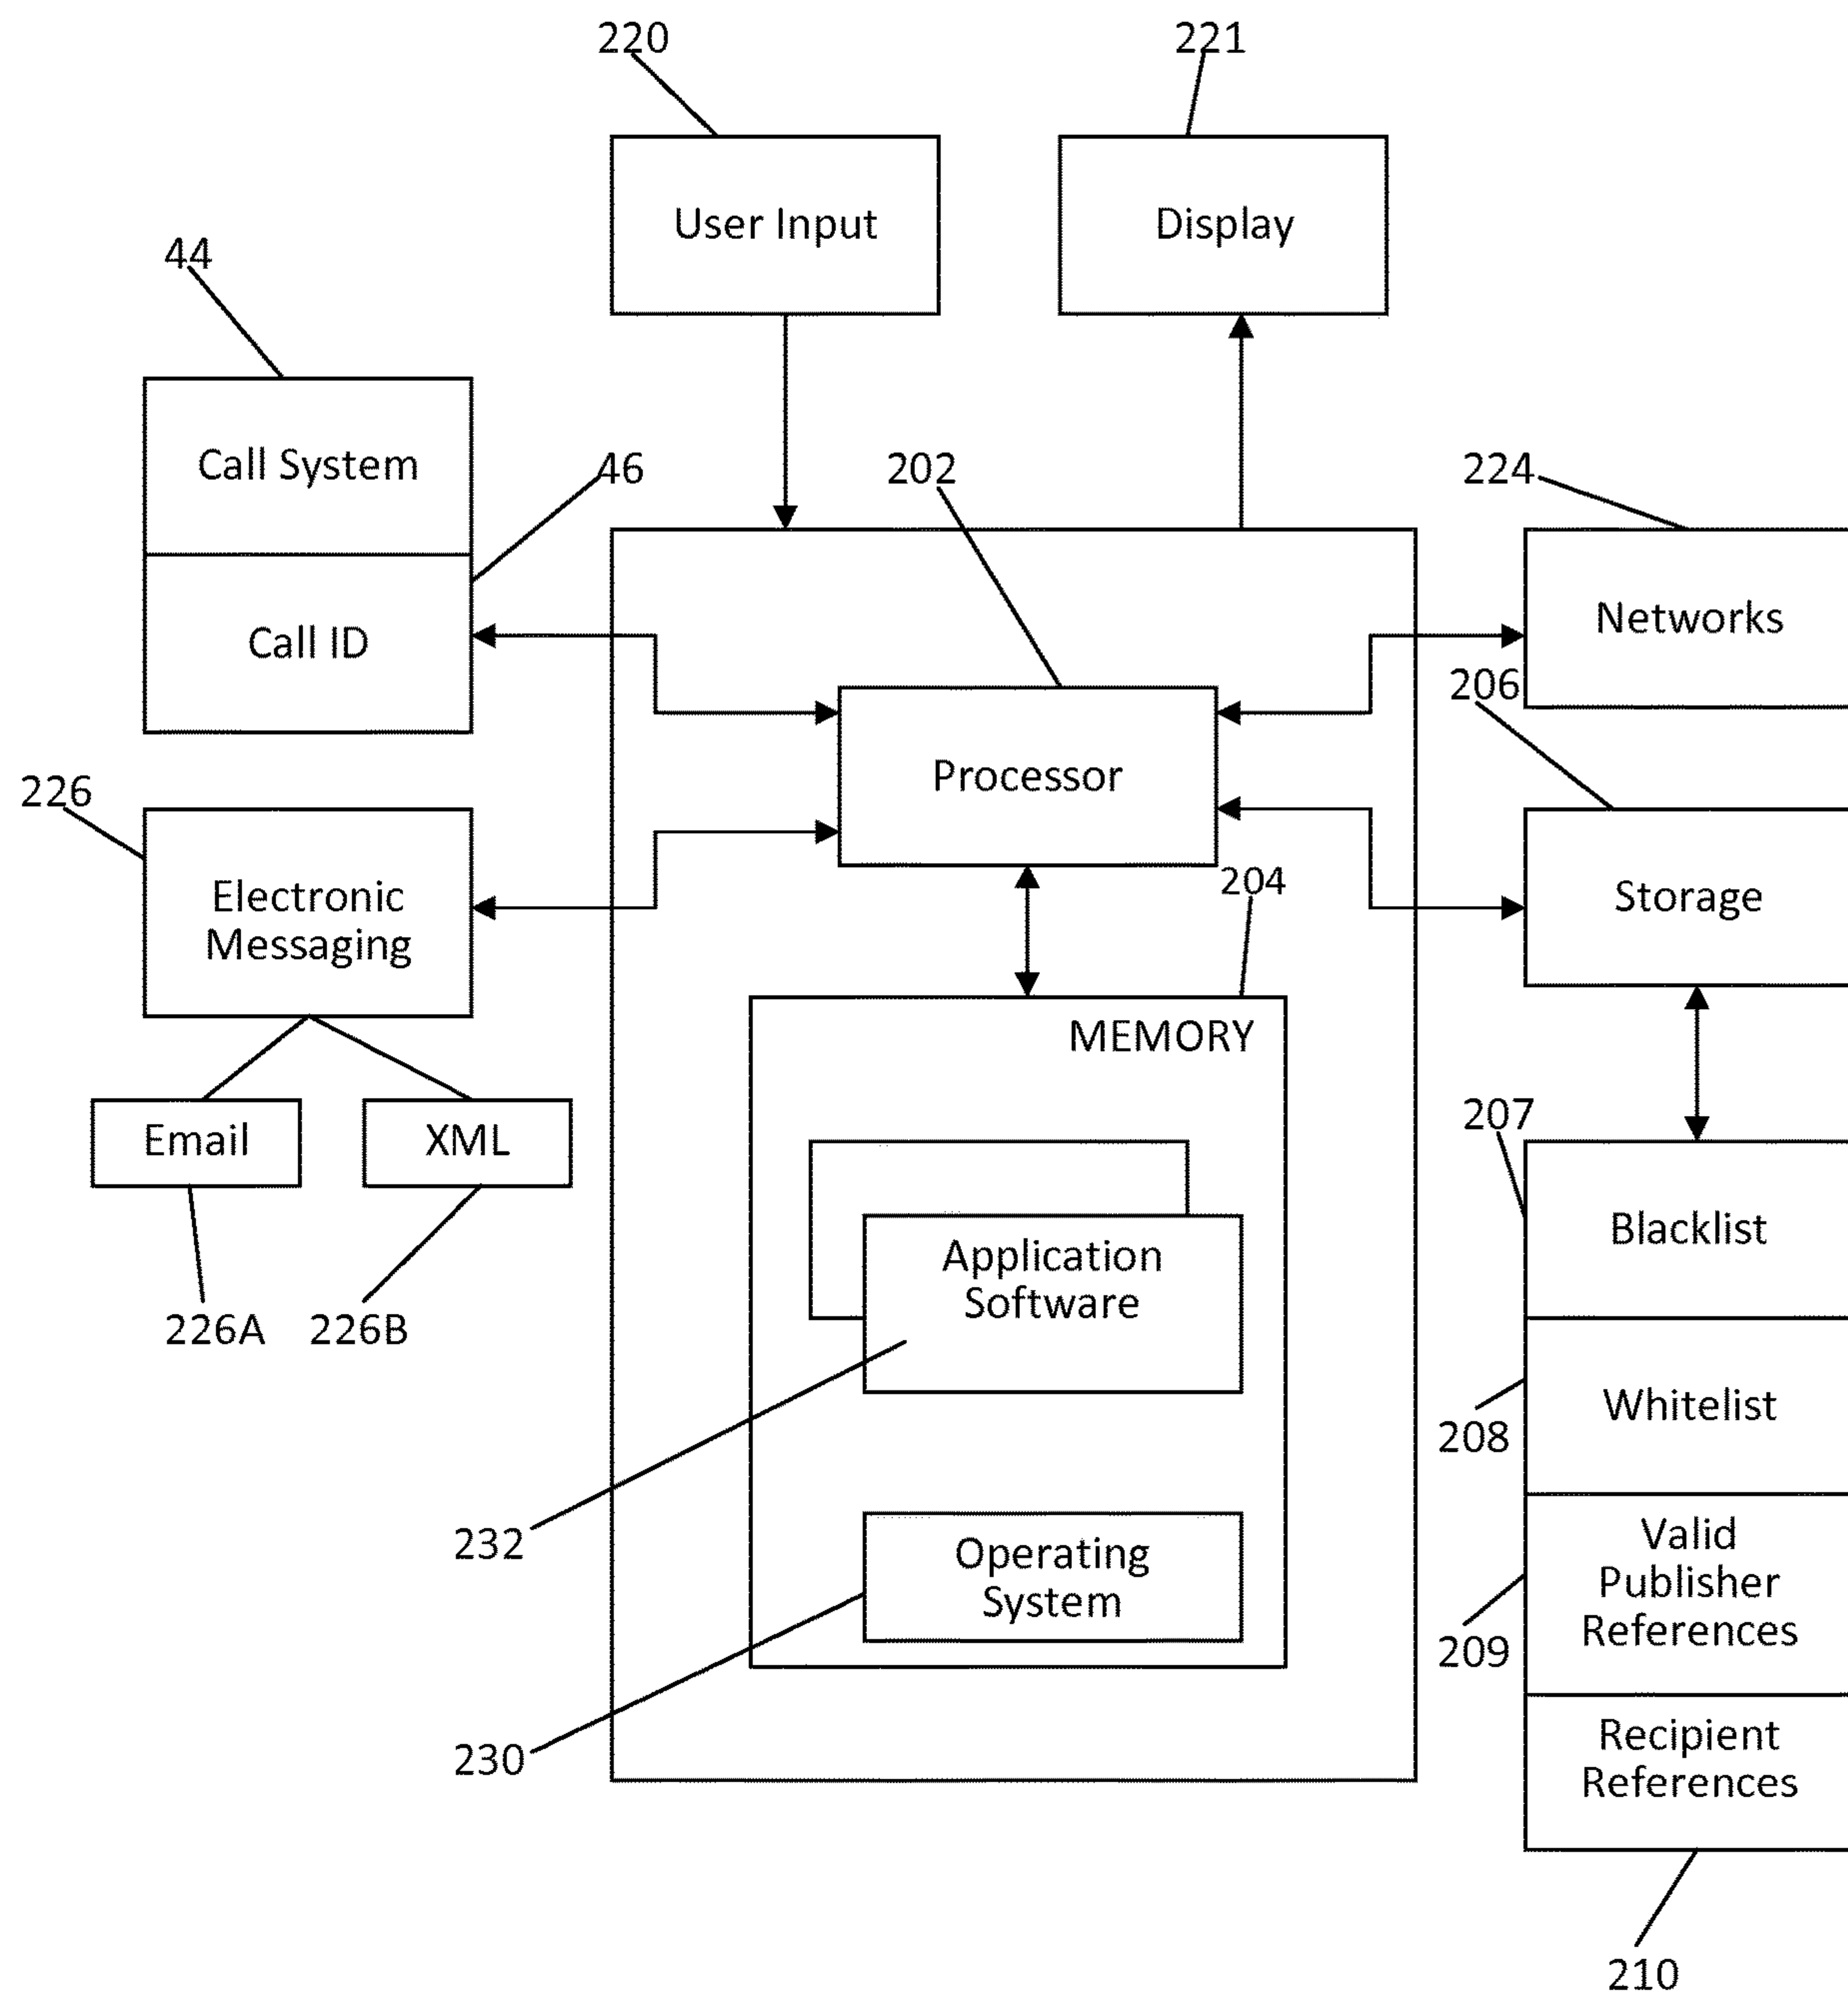 220
221
User Input
Display
44
Call System
46
202
224
Call ID
Networks
206
Processor
226
204
Electronic
Messaging
Storage
MEMORY
207
Email
XML
Blacklist
Application
Software
226A
226B
Whitelist
208
232
Operating
System
Valid
Publisher
References
209
230
Recipient
References
210